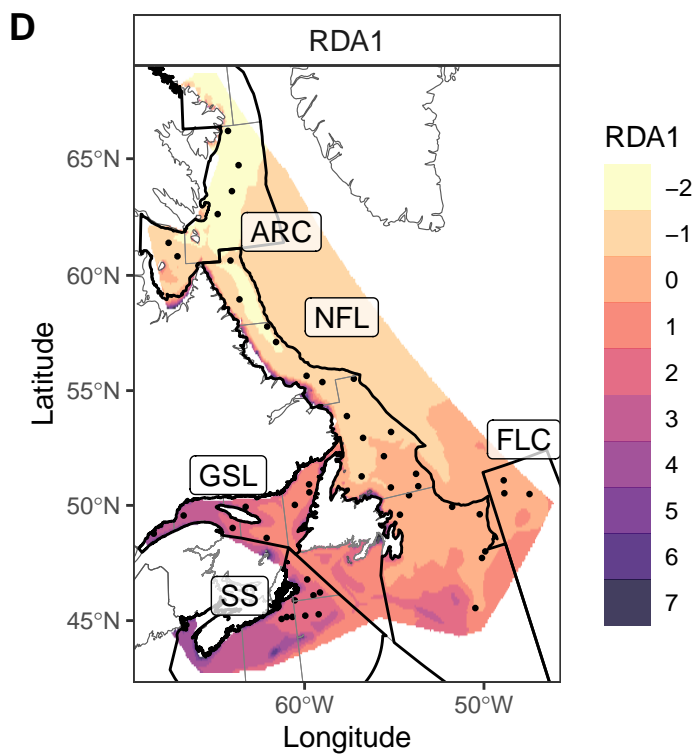 D
RDA1
RDA1
−2
−1
0
1
2
3
4
5
6
7
65°N
60°N
55°N
50°N
45°N
Latitude
ARC
NFL
FLC
GSL
SS
60°W
50°W
Longitude